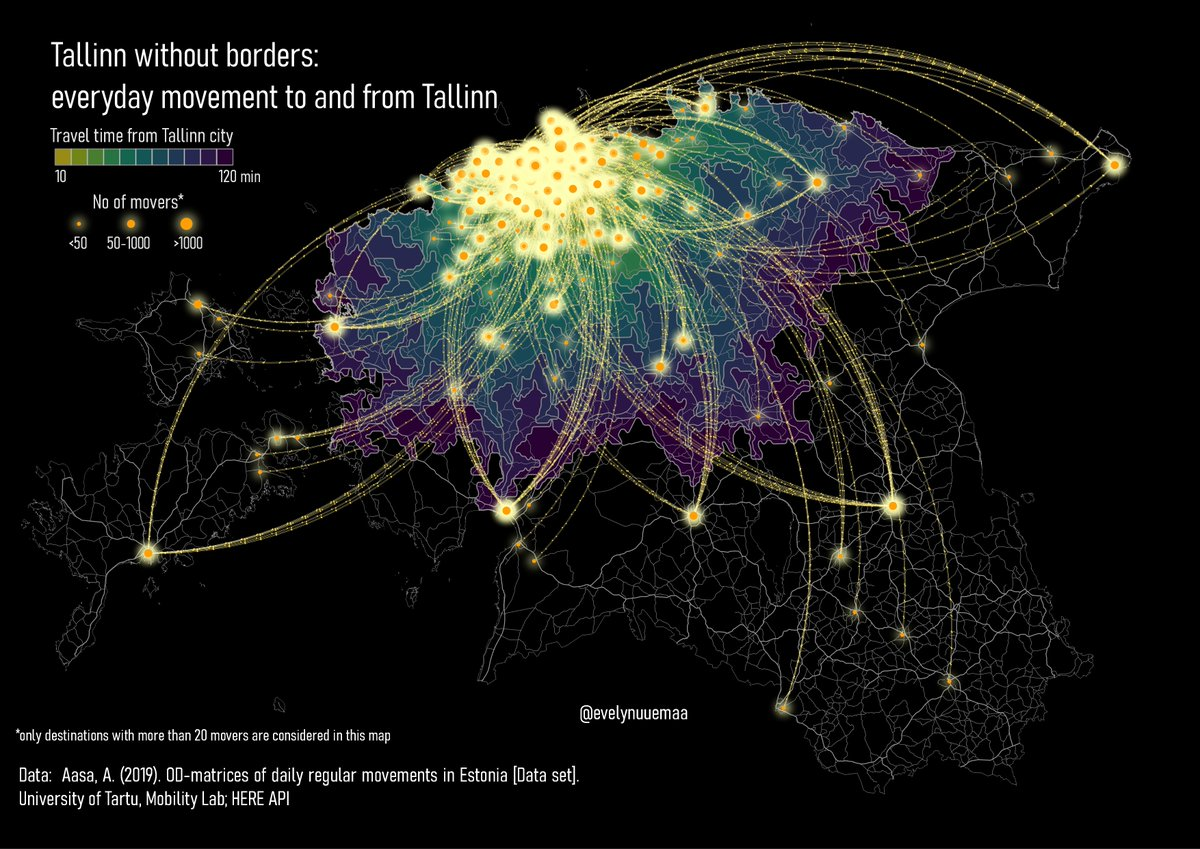 Tallinn without borders:
everyday movement to and from Tallinn
Travel time from Tallinn city
10 120 min
No of movers*
<50 50-1000 >1000
@evelynuuemaa
*only destinations with more than 20 movers are considered in this map
Data: Aasa, A. (2019). OD-matrices of daily regular movements in Estonia [Data set].
University of Tartu, Mobility Lab; HERE API